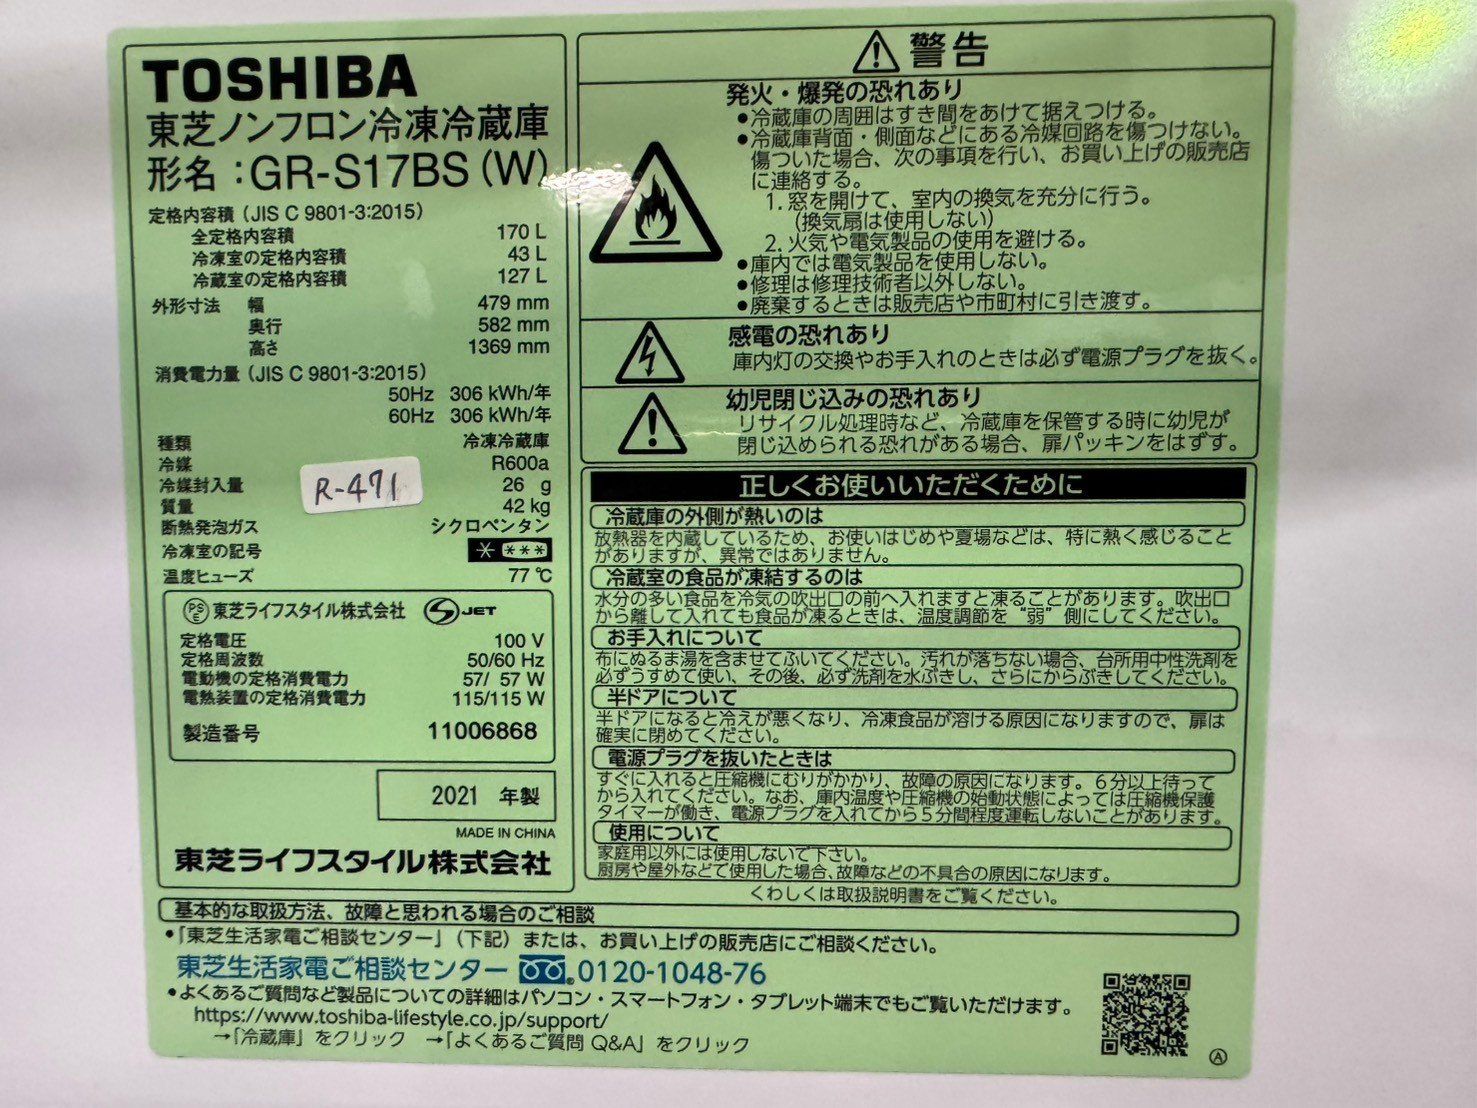 TOSHIBA
東芝ノンフロン冷凍冷蔵庫
形名：GR-S17BS (W)
定格内容積 (JIS C 9801-3:2015)
全定格内容積 170 L
冷凍室の定格内容積 43 L
冷蔵室の定格内容積 127 L
外形寸法 幅 479 mm
奥行 582 mm
高さ 1369 mm
消費電力量 (JIS C 9801-3:2015)
50Hz 306 kWh/年
60Hz 306 kWh/年
種類 冷凍冷蔵庫
冷媒 R600a
冷媒封入量 26 g
質量 42 kg
断熱発泡ガス シクロペンタン
冷凍室の記号 * ***
温度ヒューズ 77 ℃
R-471
PSE 東芝ライフスタイル株式会社 S JET
定格電圧 100 V
定格周波数 50/60 Hz
電動機の定格消費電力 57/ 57 W
電熱装置の定格消費電力 115/115 W
製造番号 11006868
2021 年製
MADE IN CHINA
東芝ライフスタイル株式会社
警告
発火・爆発の恐れあり
●冷蔵庫の周囲はすき間をあけて据えつける。
●冷蔵庫背面・側面などにある冷媒回路を傷つけない。
傷ついた場合、次の事項を行い、お買い上げの販売店
に連絡する。
1. 窓を開けて、室内の換気を充分に行う。
(換気扇は使用しない)
2. 火気や電気製品の使用を避ける。
●庫内では電気製品を使用しない。
●修理は修理技術者以外しない。
●廃棄するときは販売店や市町村に引き渡す。
感電の恐れあり
庫内灯の交換やお手入れのときは必ず電源プラグを抜く。
幼児閉じ込みの恐れあり
リサイクル処理時など、冷蔵庫を保管する時に幼児が
閉じ込められる恐れがある場合、扉パッキンをはずす。
正しくお使いいただくために
冷蔵庫の外側が熱いのは
放熱器を内蔵しているため、お使いはじめや夏場などは、特に熱く感じること
がありますが、異常ではありません。
冷蔵室の食品が凍結するのは
水分の多い食品を冷気の吹出口の前へ入れますと凍ることがあります。吹出口
から離して入れても食品が凍るときは、温度調節を“弱”側にしてください。
お手入れについて
布にぬるま湯を含ませてふいてください。汚れが落ちない場合、台所用中性洗剤を
必ずうすめて使い、その後、必ず洗剤を水ぶきし、さらにからぶきしてください。
半ドアについて
半ドアになると冷えが悪くなり、冷凍食品が溶ける原因になりますので、扉は
確実に閉めてください。
電源プラグを抜いたときは
すぐに入れると圧縮機にむりがかかり、故障の原因になります。6分以上待って
から入れてください。なお、庫内温度や圧縮機の始動状態によっては圧縮機保護
タイマーが働き、電源プラグを入れてから5分間程度運転しないことがあります。
使用について
家庭用以外には使用しないで下さい。
厨房や屋外などで使用した場合、故障などの不具合の原因になります。
くわしくは取扱説明書をご覧ください。
基本的な取扱方法、故障と思われる場合のご相談
●「東芝生活家電ご相談センター」（下記）または、お買い上げの販売店にご相談ください。
東芝生活家電ご相談センター 0120-1048-76
●よくあるご質問など製品についての詳細はパソコン・スマートフォン・タブレット端末でもご覧いただけます。
https://www.toshiba-lifestyle.co.jp/support/
→「冷蔵庫」をクリック →「よくあるご質問 Q&A」をクリック
Ⓐ